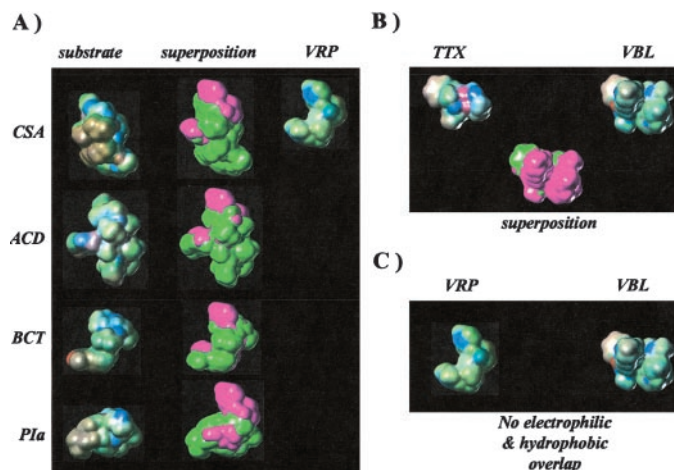 A )
substrate superposition VRP
CSA
ACD
BCT
PIa
B )
TTX VBL
superposition
C )
VRP VBL
No electrophilic
& hydrophobic
overlap